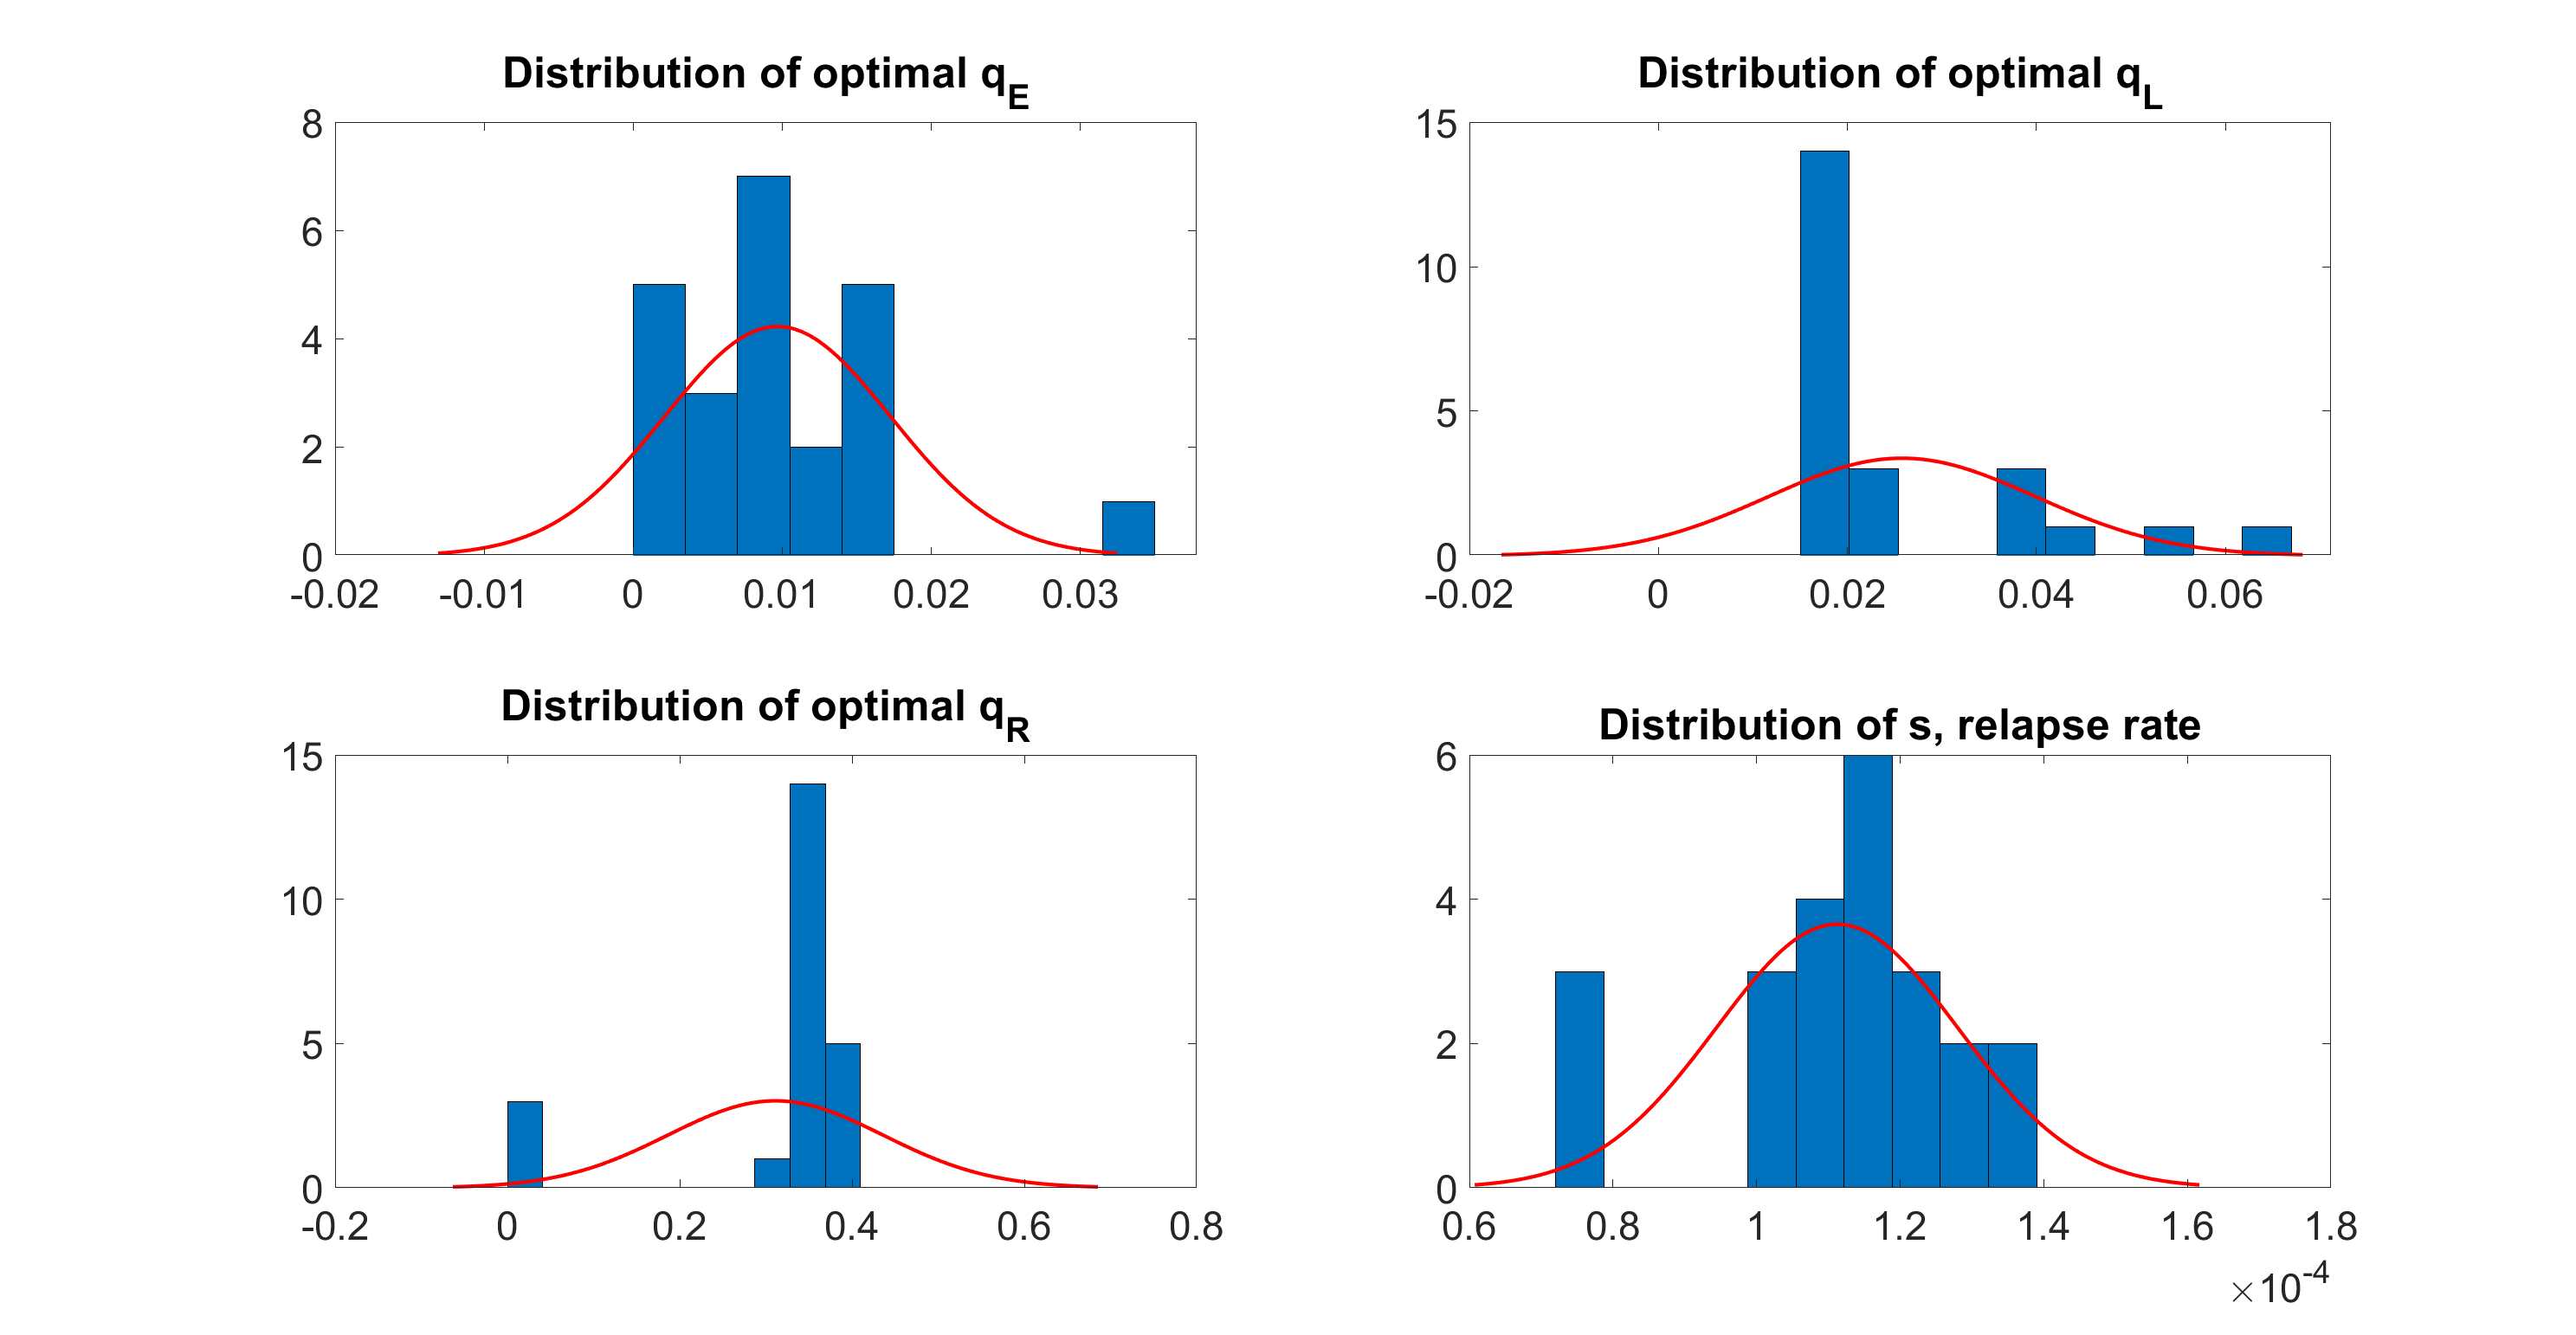 Distribution of optimal q_E
8
6
4
2
0
-0.02 -0.01 0 0.01 0.02 0.03
Distribution of optimal q_L
15
10
5
0
-0.02 0 0.02 0.04 0.06
Distribution of optimal q_R
15
10
5
0
-0.2 0 0.2 0.4 0.6 0.8
Distribution of s, relapse rate
6
4
2
0
0.6 0.8 1 1.2 1.4 1.6 1.8
×10^-4